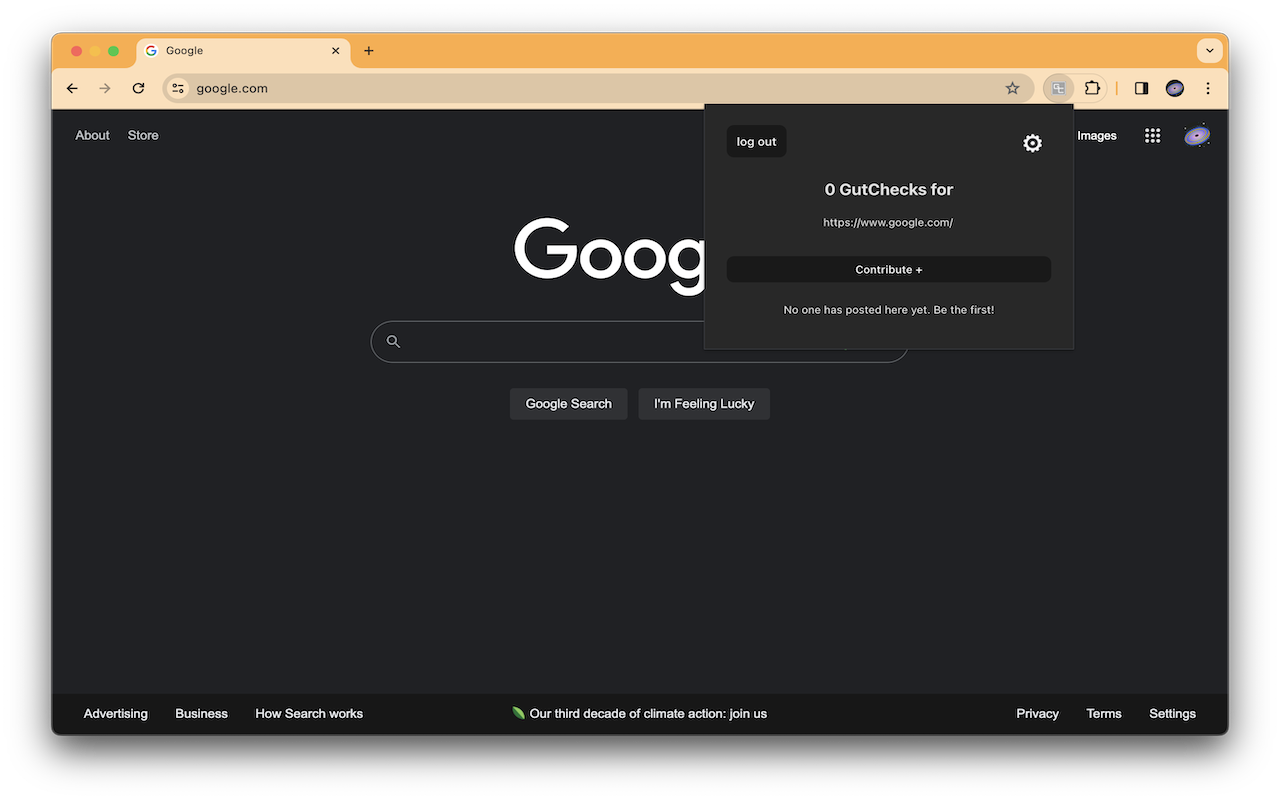 Google
google.com
About
Store
Images
log out
0 GutChecks for
https://www.google.com/
Contribute +
No one has posted here yet. Be the first!
Goog
Google Search
I'm Feeling Lucky
Advertising
Business
How Search works
Our third decade of climate action: join us
Privacy
Terms
Settings